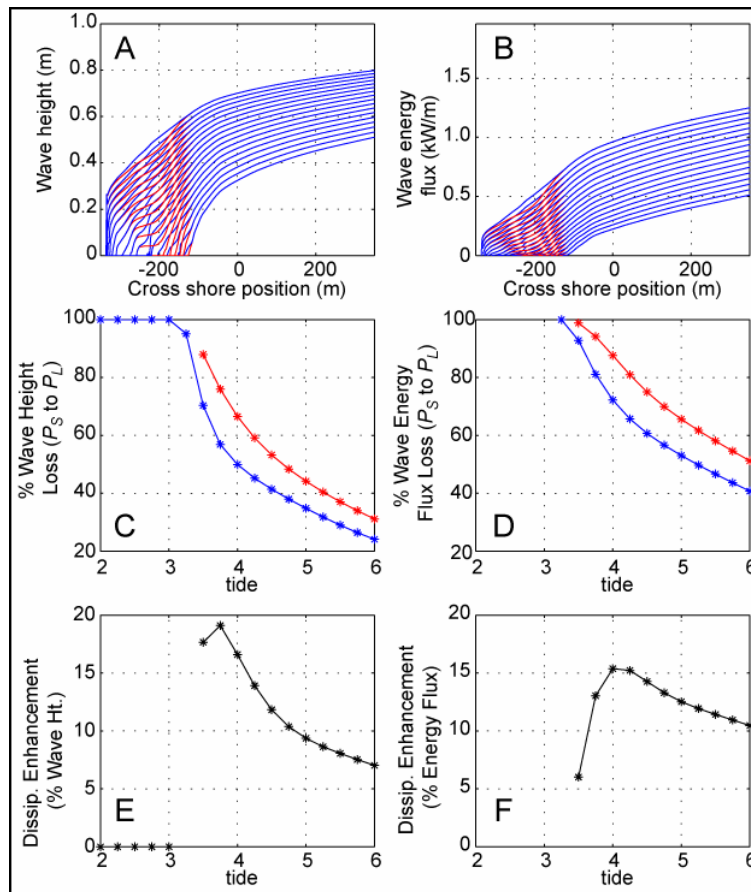 A
Wave height (m)
1.0
0.8
0.6
0.4
0.2
0
-200 0 200
Cross shore position (m)
B
Wave energy
flux (kW/m)
1.5
1.0
0.5
0
-200 0 200
Cross shore position (m)
C
% Wave Height
Loss (PS to PL)
100
80
60
40
20
2 3 4 5 6
tide
D
% Wave Energy
Flux Loss (PS to PL)
100
80
60
40
20
2 3 4 5 6
tide
E
Dissip. Enhancement
(% Wave Ht.)
20
15
10
5
0
2 3 4 5 6
tide
F
Dissip. Enhancement
(% Energy Flux)
20
15
10
5
0
2 3 4 5 6
tide